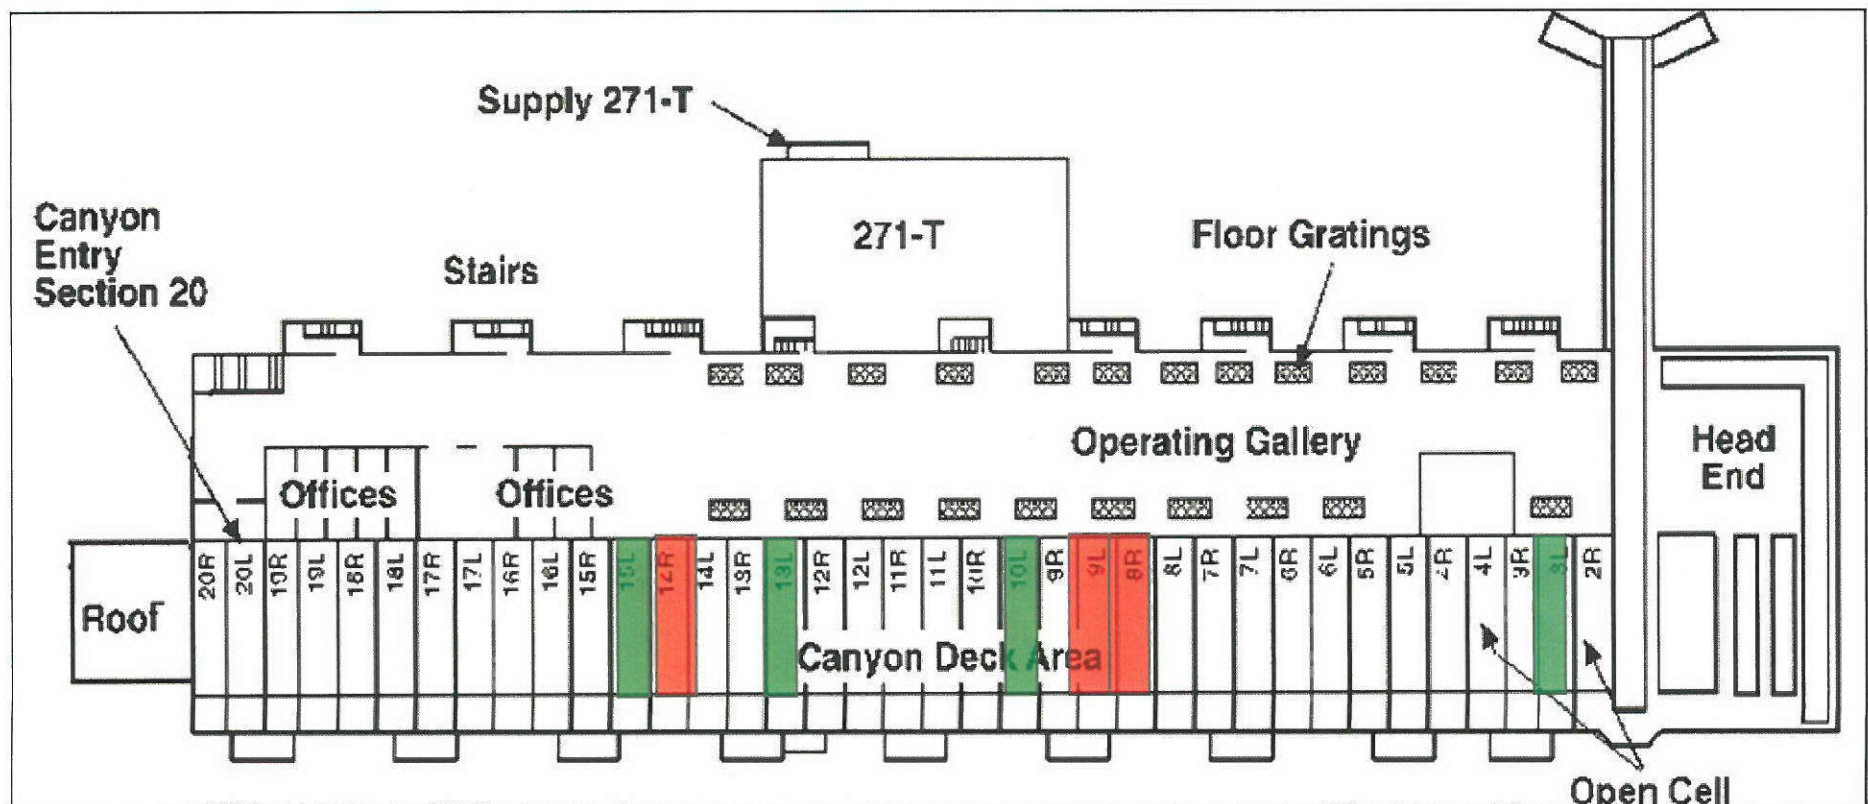 Supply 271-T
Canyon
Entry
Section 20
Stairs
271-T
Floor Gratings
Operating Gallery
Head
End
Offices
Offices
Roof
20R
20L
19R
19L
18R
18L
17R
17L
16R
16L
15R
15L
14R
14L
13R
13L
12R
12L
11R
11L
10R
10L
9R
9L
8R
8L
7R
7L
6R
6L
5R
5L
4R
4L
3R
3L
2R
Canyon Deck Area
Open Cell